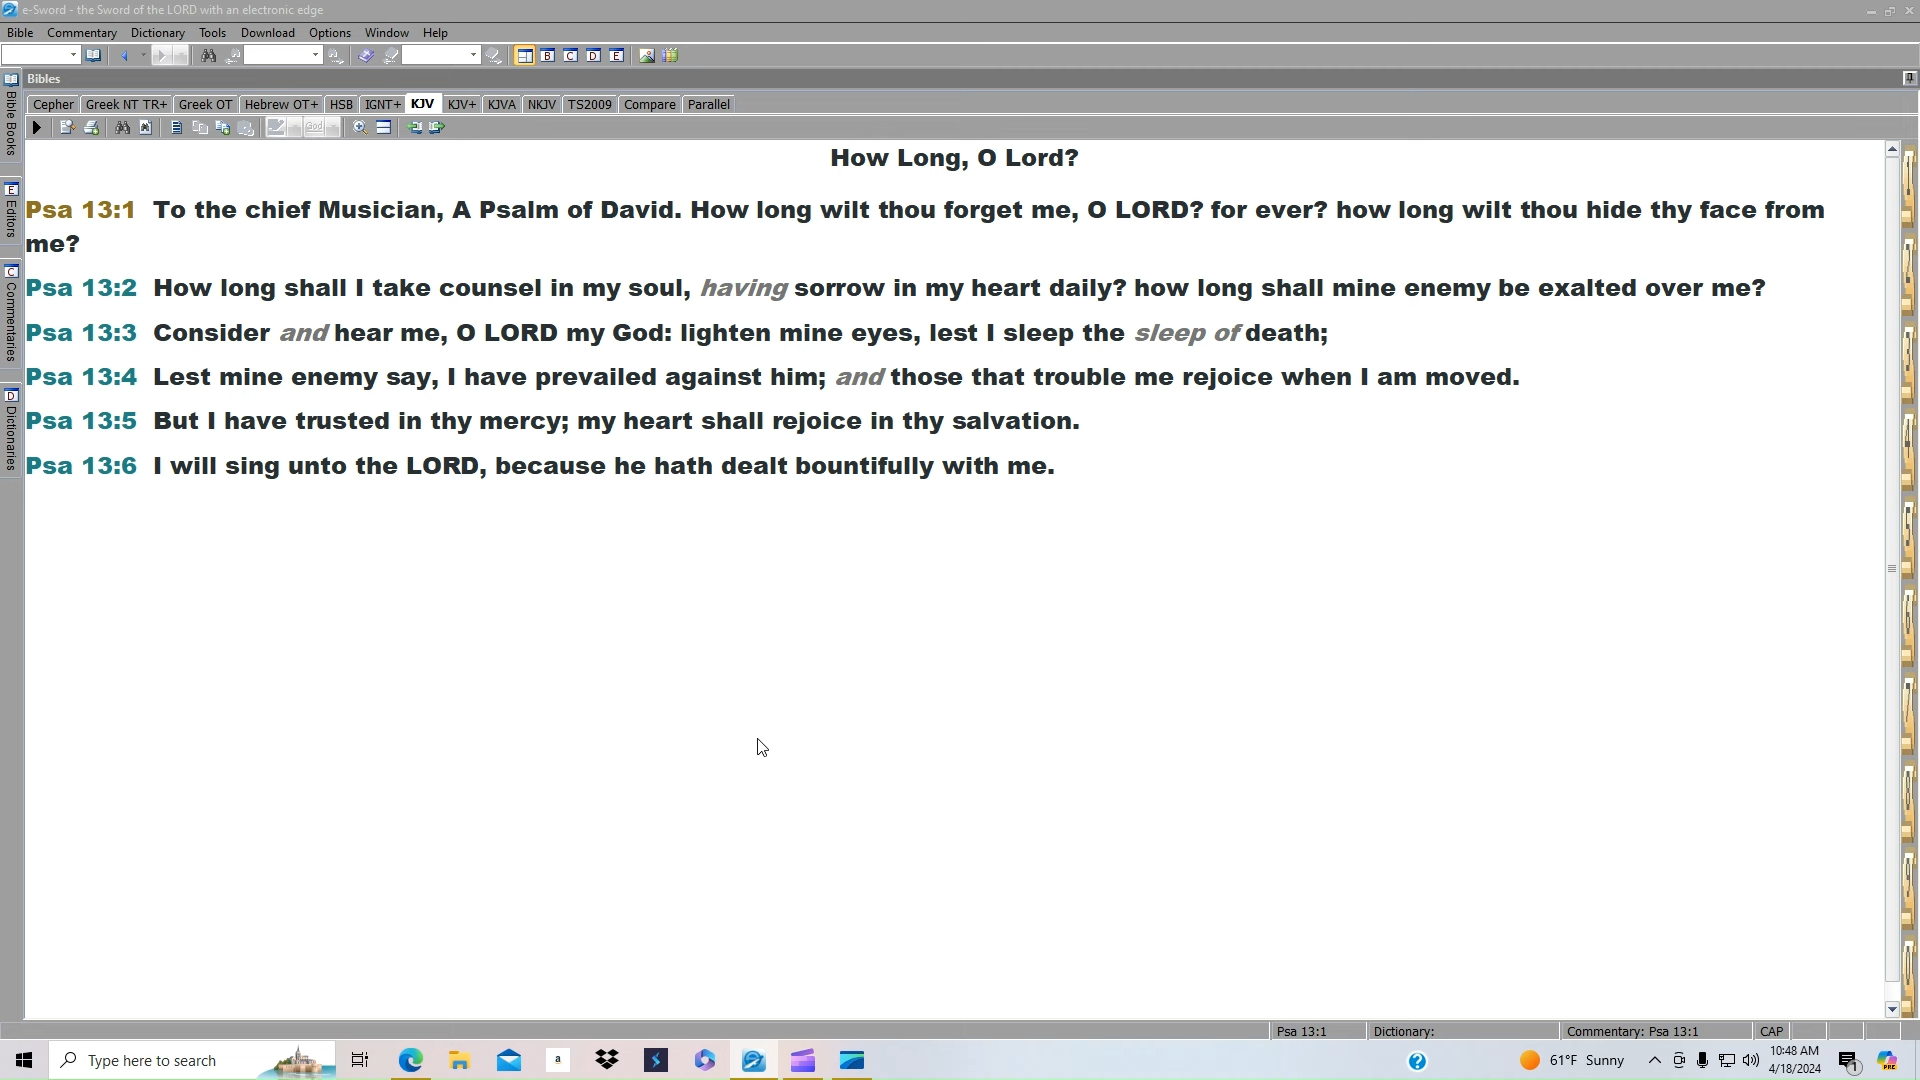 e-Sword - the Sword of the LORD with an electronic edge
Bible Commentary Dictionary Tools Download Options Window Help
B C D E
Bibles
Cepher Greek NT TR+ Greek OT Hebrew OT+ HSB IGNT+ KJV KJV+ KJVA NKJV TS2009 Compare Parallel
God
Bible Books
E Editors
C Commentaries
D Dictionaries
How Long, O Lord?
Psa 13:1 To the chief Musician, A Psalm of David. How long wilt thou forget me, O LORD? for ever? how long wilt thou hide thy face from
me?
Psa 13:2 How long shall I take counsel in my soul, having sorrow in my heart daily? how long shall mine enemy be exalted over me?
Psa 13:3 Consider and hear me, O LORD my God: lighten mine eyes, lest I sleep the sleep of death;
Psa 13:4 Lest mine enemy say, I have prevailed against him; and those that trouble me rejoice when I am moved.
Psa 13:5 But I have trusted in thy mercy; my heart shall rejoice in thy salvation.
Psa 13:6 I will sing unto the LORD, because he hath dealt bountifully with me.
Psa 13:1 Dictionary: Commentary: Psa 13:1 CAP
Type here to search
a
61°F Sunny
10:48 AM
4/18/2024
1
PRE